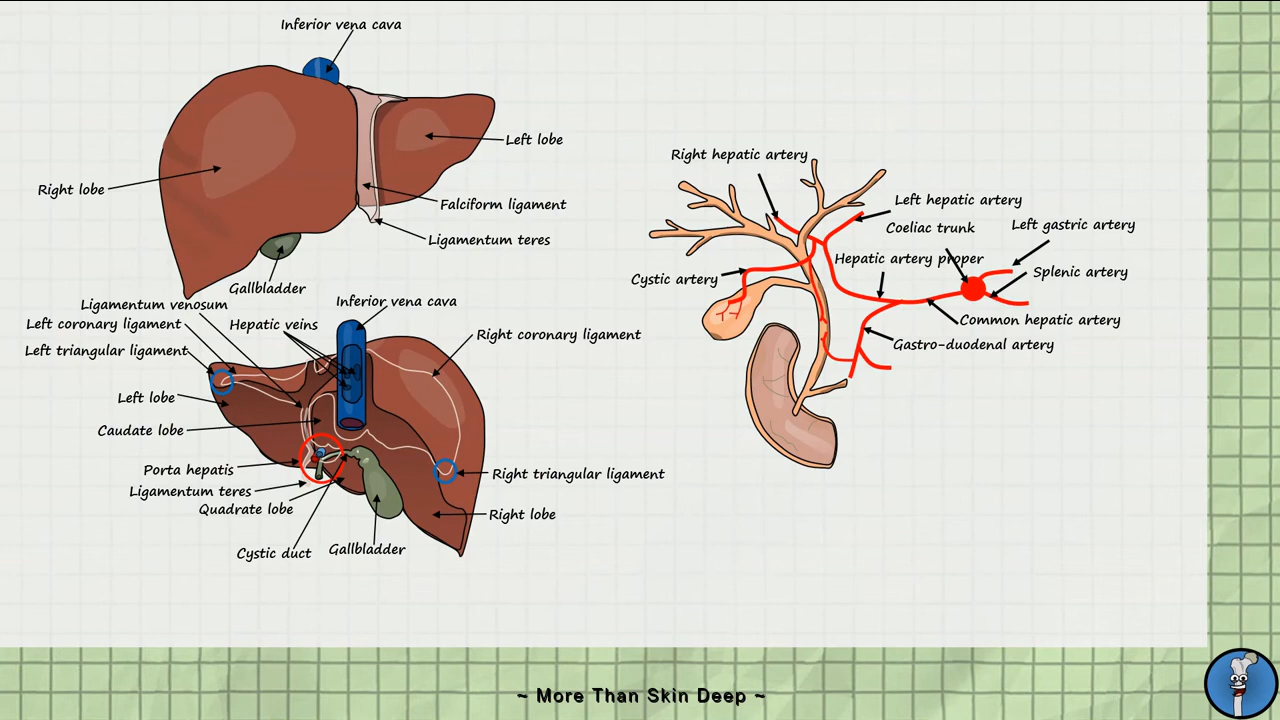 Inferior vena cava
Left lobe
Right lobe
Falciform ligament
Ligamentum teres
Gallbladder
Ligamentum venosum
Inferior vena cava
Left coronary ligament
Hepatic veins
Right coronary ligament
Left triangular ligament
Left lobe
Caudate lobe
Porta hepatis
Right triangular ligament
Ligamentum teres
Quadrate lobe
Right lobe
Cystic duct
Gallbladder
Right hepatic artery
Left hepatic artery
Coeliac trunk
Left gastric artery
Hepatic artery proper
Splenic artery
Cystic artery
Common hepatic artery
Gastro-duodenal artery
~ More Than Skin Deep ~